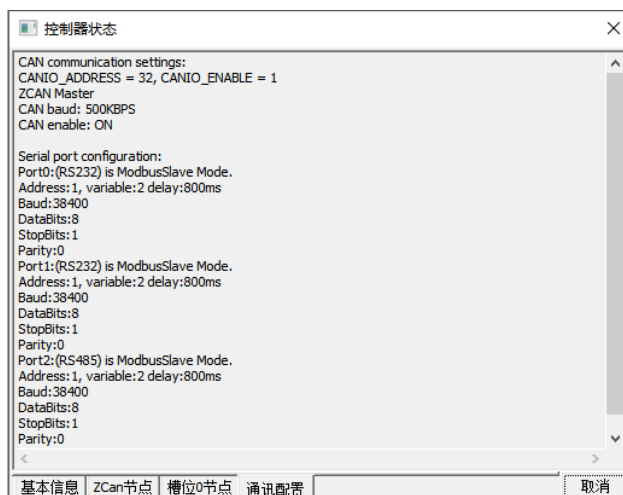 控制器状态
CAN communication settings:
CANIO_ADDRESS = 32, CANIO_ENABLE = 1
ZCAN Master
CAN baud: 500KBPS
CAN enable: ON
Serial port configuration:
Port0:(RS232) is ModbusSlave Mode.
Address:1, variable:2 delay:800ms
Baud:38400
DataBits:8
StopBits:1
Parity:0
Port1:(RS232) is ModbusSlave Mode.
Address:1, variable:2 delay:800ms
Baud:38400
DataBits:8
StopBits:1
Parity:0
Port2:(RS485) is ModbusSlave Mode.
Address:1, variable:2 delay:800ms
Baud:38400
DataBits:8
StopBits:1
Parity:0
基本信息 ZCan节点 槽位0节点 通讯配置 取消